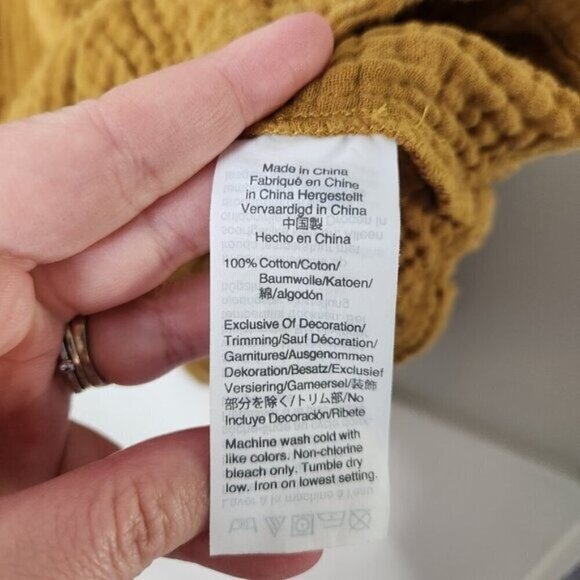 Made in China
Fabriqué en Chine
in China Hergestellt
Vervaardigd in China
中国製
Hecho en China
100% Cotton/Coton/
Baumwolle/Katoen/
綿/algodón
Exclusive Of Decoration/
Trimming/Sauf Décoration/
Garnitures/Ausgenommen
Dekoration/Besatz/Exclusief
Versiering/Gameersel/装飾
部分を除く/トリム部/No
Incluye Decoración/Ribete
Machine wash cold with
like colors. Non-chlorine
bleach only. Tumble dry
low. Iron on lowest setting.